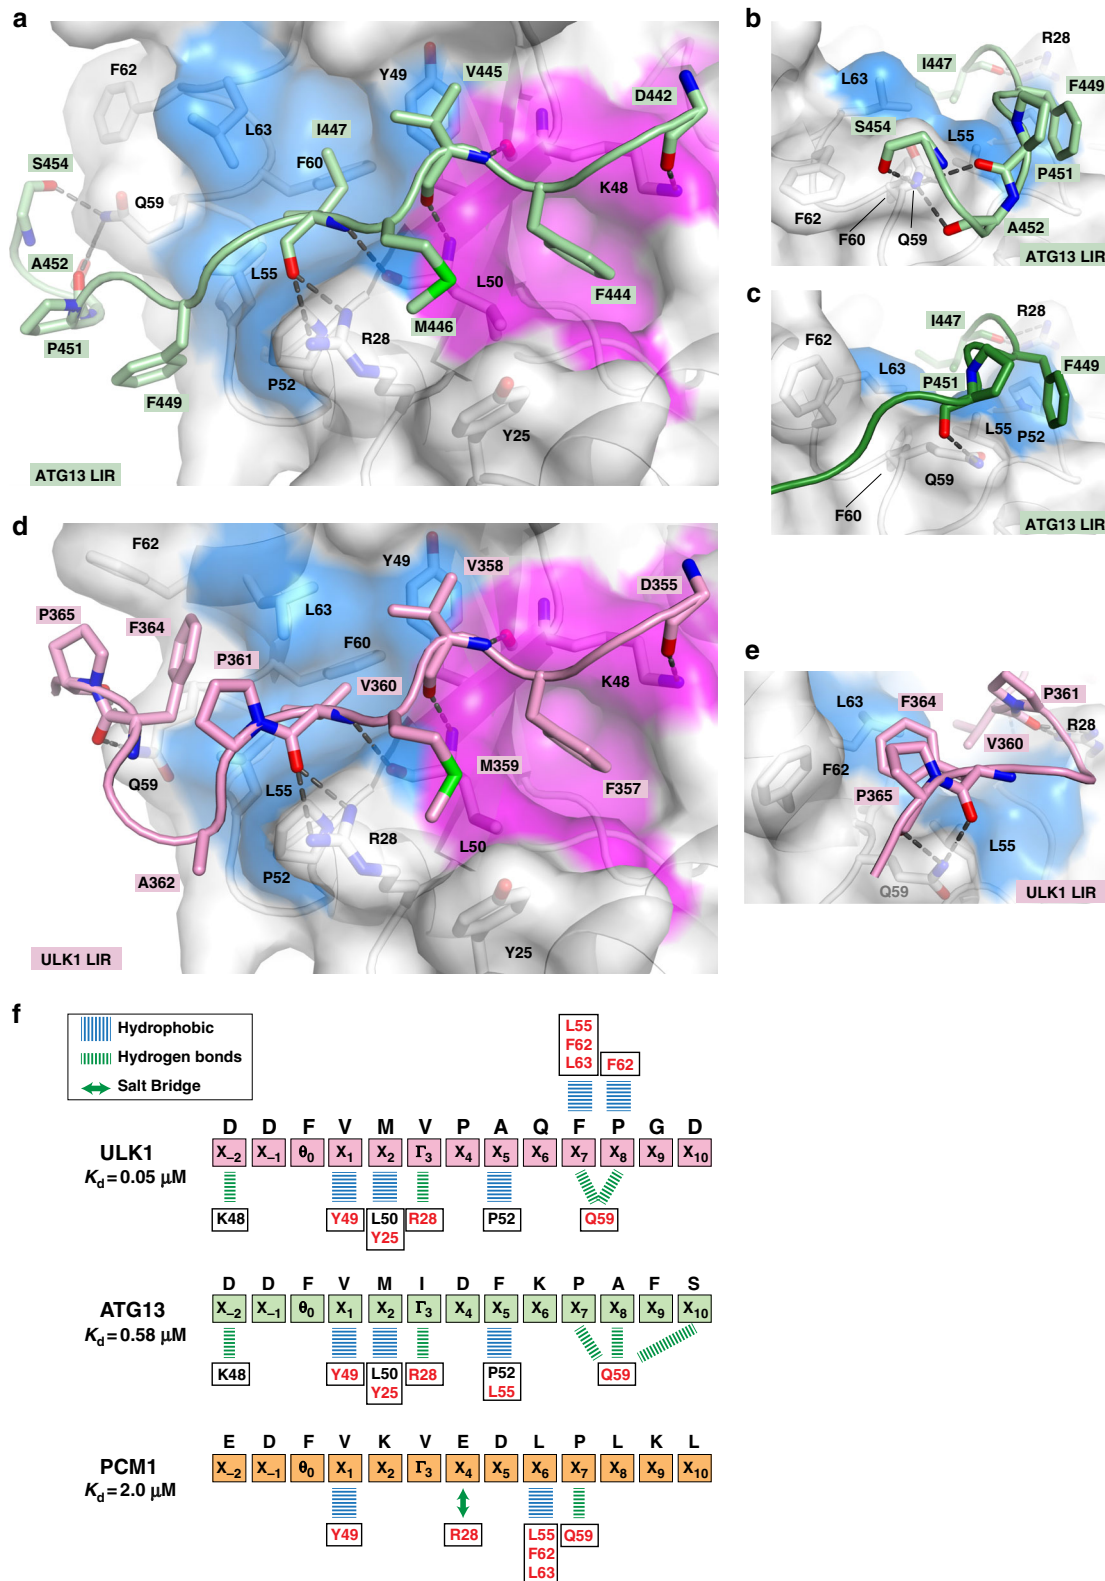 a
F62
Y49
V445
D442
L63
I447
S454
F60
K48
Q59
A452
L55
L50
F444
M446
P451
R28
P52
F449
Y25
ATG13 LIR
b
R28
I447
L63
F449
S454
L55
P451
F62
A452
F60
Q59
ATG13 LIR
c
I447
R28
F62
L63
P451
F449
L55
P52
Q59
F60
ATG13 LIR
d
F62
Y49
V358
D355
P365
F364
L63
P361
F60
K48
V360
M359
Q59
L55
F357
R28
L50
P52
A362
Y25
ULK1 LIR
e
P361
L63
F364
R28
V360
F62
P365
L55
Q59
ULK1 LIR
f
Hydrophobic
Hydrogen bonds
Salt Bridge
L55
F62
L63
F62
D D F V M V P A Q F P G D
ULK1
X₋₂ X₋₁ θ₀ X₁ X₂ Γ₃ X₄ X₅ X₆ X₇ X₈ X₉ X₁₀
Kd = 0.05 μM
K48 Y49 L50 R28 P52 Q59
Y25
D D F V M I D F K P A F S
ATG13
X₋₂ X₋₁ θ₀ X₁ X₂ Γ₃ X₄ X₅ X₆ X₇ X₈ X₉ X₁₀
Kd = 0.58 μM
K48 Y49 L50 R28 P52 Q59
Y25 L55
E D F V K V E D L P L K L
PCM1
X₋₂ X₋₁ θ₀ X₁ X₂ Γ₃ X₄ X₅ X₆ X₇ X₈ X₉ X₁₀
Kd = 2.0 μM
Y49 R28 L55 Q59
F62
L63